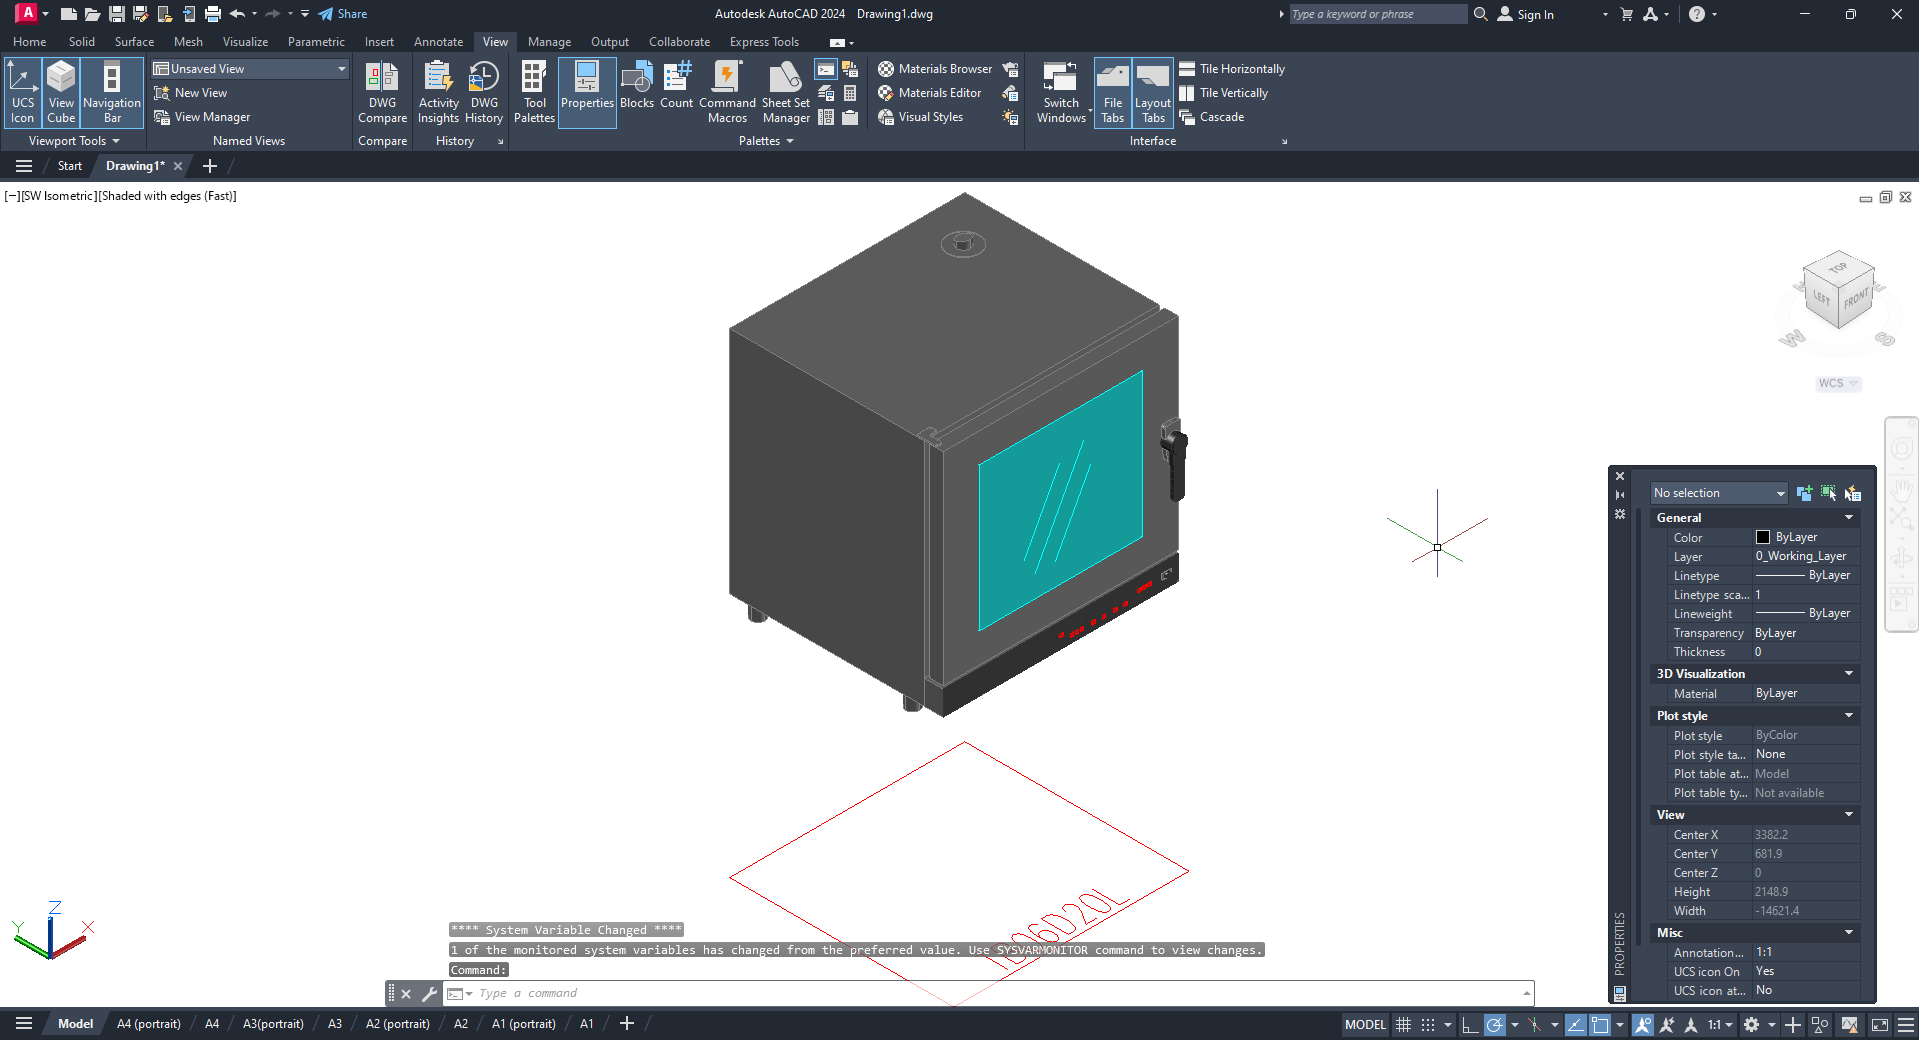 Share
Autodesk AutoCAD 2024 Drawing1.dwg
Type a keyword or phrase
Sign In
Home Solid Surface Mesh Visualize Parametric Insert Annotate View Manage Output Collaborate Express Tools
UCS Icon
View Cube
Navigation Bar
Viewport Tools
Unsaved View
New View
View Manager
Named Views
DWG Compare
Compare
Activity Insights
DWG History
History
Tool Palettes
Properties
Blocks
Count
Command Macros
Sheet Set Manager
Palettes
Materials Browser
Materials Editor
Visual Styles
Switch Windows
File Tabs
Layout Tabs
Tile Horizontally
Tile Vertically
Cascade
Interface
Start
Drawing1*
[−][SW Isometric][Shaded with edges (Fast)]
TOP
LEFT
FRONT
W
S
WCS
No selection
General
Color ByLayer
Layer 0_Working_Layer
Linetype ByLayer
Linetype sca... 1
Lineweight ByLayer
Transparency ByLayer
Thickness 0
3D Visualization
Material ByLayer
Plot style
Plot style ByColor
Plot style ta... None
Plot table at... Model
Plot table ty... Not available
View
Center X 3382.2
Center Y 681.9
Center Z 0
Height 2148.9
Width -14621.4
Misc
Annotation... 1:1
UCS icon On Yes
UCS icon at... No
PROPERTIES
Z
Y
X
**** System Variable Changed ****
1 of the monitored system variables has changed from the preferred value. Use SYSVARMONITOR command to view changes.
Command:
Type a command
Model A4 (portrait) A4 A3(portrait) A3 A2 (portrait) A2 A1 (portrait) A1
MODEL
1:1